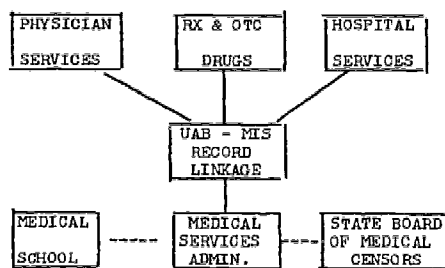 PHYSICIAN
SERVICES
RX & OTC
DRUGS
HOSPITAL
SERVICES
UAB - MIS
RECORD
LINKAGE
MEDICAL
SCHOOL
MEDICAL
SERVICES
ADMIN.
STATE BOARD
OF MEDICAL
CENSORS